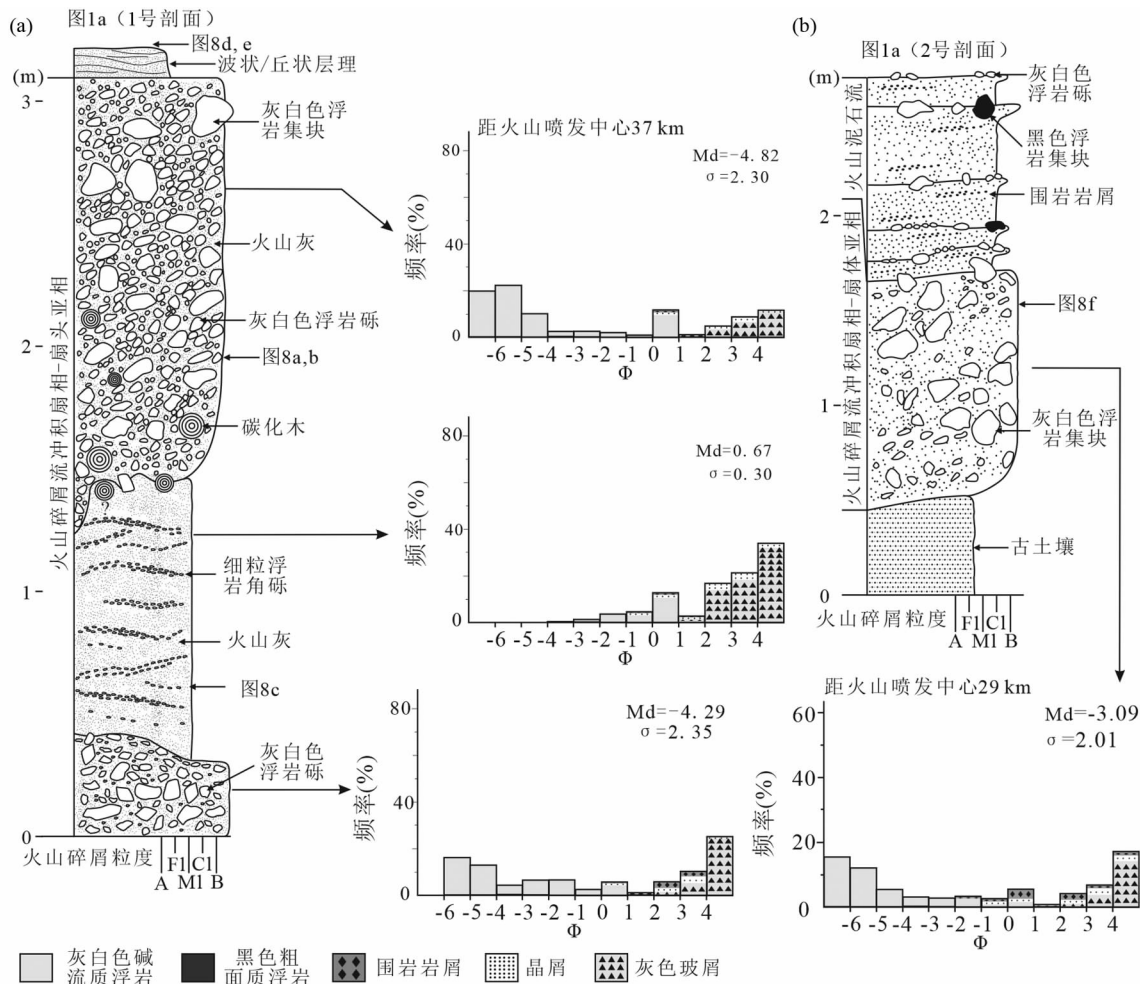 (a)
图1a（1号剖面）
图8d, e
波状/丘状层理
(m)
3
灰白色浮
岩集块
火山灰
灰白色浮岩砾
2
图8a,b
碳化木
?
细粒浮
岩角砾
1
火山灰
图8c
灰白色
浮岩砾
0
火山碎屑流冲积扇相-扇头亚相
火山碎屑粒度
A
Fl
Ml
Cl
B
距火山喷发中心37 km
Md=-4.82
σ=2.30
频率(%)
80
40
0
-6 -5 -4 -3 -2 -1 0 1 2 3 4
Φ
Md=0.67
σ=0.30
频率(%)
80
40
0
-6 -5 -4 -3 -2 -1 0 1 2 3 4
Φ
Md=-4.29
σ=2.35
频率(%)
80
40
0
-6 -5 -4 -3 -2 -1 0 1 2 3 4
Φ
(b)
图1a（2号剖面）
(m)
灰白色
浮岩砾
黑色浮
岩集块
围岩岩屑
2
图8f
1
灰白色浮
岩集块
古土壤
0
火山泥石流
火山碎屑流冲积扇相-扇体亚相
火山碎屑粒度
A
Fl
Ml
Cl
B
距火山喷发中心29 km
Md=-3.09
σ=2.01
频率(%)
60
40
20
0
-6 -5 -4 -3 -2 -1 0 1 2 3 4
Φ
灰白色碱
流质浮岩
黑色粗
面质浮岩
围岩岩屑
晶屑
灰色玻屑